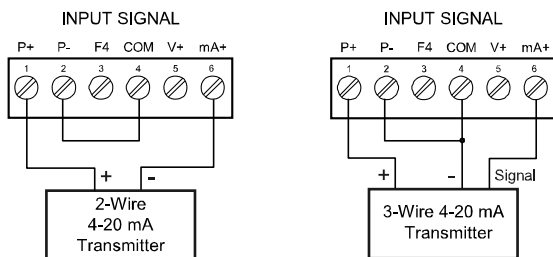 INPUT SIGNAL
P+ P- F4 COM V+ mA+
1 2 3 4 5 6
+ -
2-Wire
4-20 mA
Transmitter
INPUT SIGNAL
P+ P- F4 COM V+ mA+
1 2 3 4 5 6
+ - Signal
3-Wire 4-20 mA
Transmitter